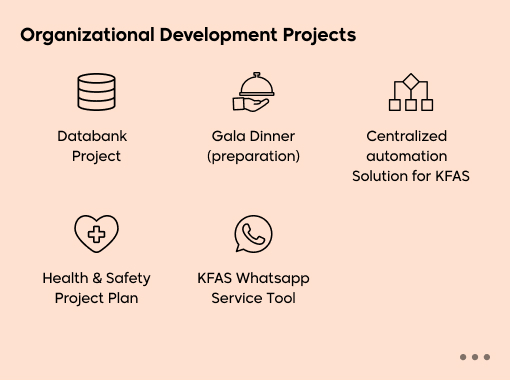 Organizational Development Projects
Databank
Project
Gala Dinner
(preparation)
Centralized
automation
Solution for KFAS
Health & Safety
Project Plan
KFAS Whatsapp
Service Tool